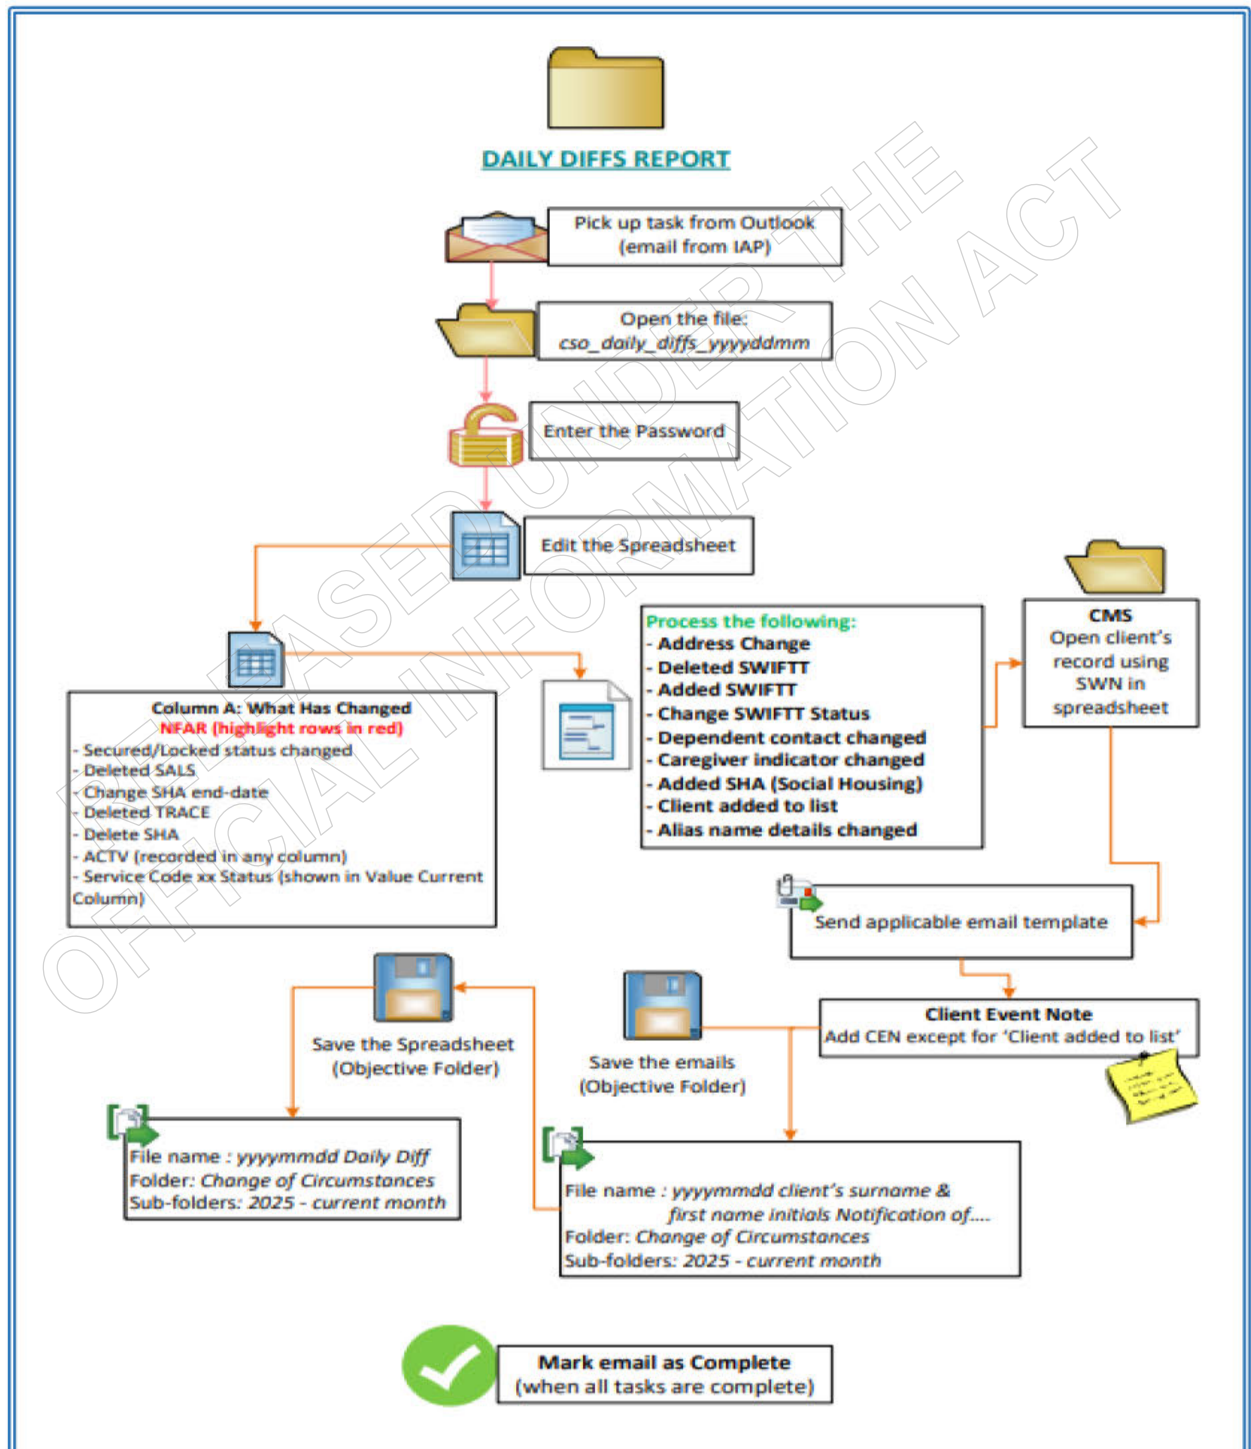 DAILY DIFFS REPORT
Pick up task from Outlook
(email from IAP)
Open the file:
cso_daily_diffs_yyyyddmm
Enter the Password
Edit the Spreadsheet
Column A: What Has Changed
NFAR (highlight rows in red)
- Secured/Locked status changed
- Deleted SALS
- Change SHA end-date
- Deleted TRACE
- Delete SHA
- ACTV (recorded in any column)
- Service Code xx Status (shown in Value Current
Column)
Process the following:
- Address Change
- Deleted SWIFTT
- Added SWIFTT
- Change SWIFTT Status
- Dependent contact changed
- Caregiver indicator changed
- Added SHA (Social Housing)
- Client added to list
- Alias name details changed
CMS
Open client's
record using
SWN in
spreadsheet
Send applicable email template
Client Event Note
Add CEN except for 'Client added to list'
Save the emails
(Objective Folder)
File name : yyyymmdd client's surname &
first name initials Notification of....
Folder: Change of Circumstances
Sub-folders: 2025 - current month
Save the Spreadsheet
(Objective Folder)
File name : yyyymmdd Daily Diff
Folder: Change of Circumstances
Sub-folders: 2025 - current month
Mark email as Complete
(when all tasks are complete)
RELEASED UNDER THE
OFFICIAL INFORMATION ACT